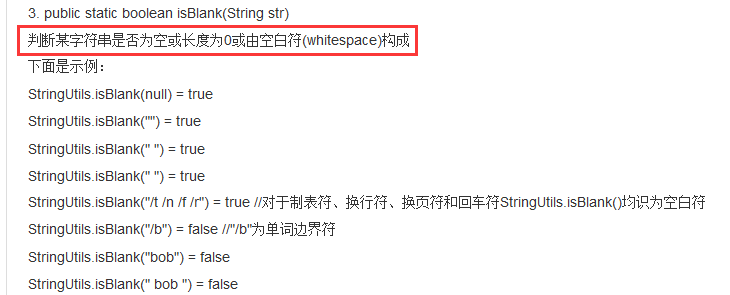 3. public static boolean isBlank(String str)
判断某字符串是否为空或长度为0或由空白符(whitespace)构成
下面是示例：
StringUtils.isBlank(null) = true
StringUtils.isBlank("") = true
StringUtils.isBlank(" ") = true
StringUtils.isBlank(" ") = true
StringUtils.isBlank("/t /n /f /r") = true //对于制表符、换行符、换页符和回车符StringUtils.isBlank()均识为空白符
StringUtils.isBlank("/b") = false //"/b"为单词边界符
StringUtils.isBlank("bob") = false
StringUtils.isBlank(" bob ") = false